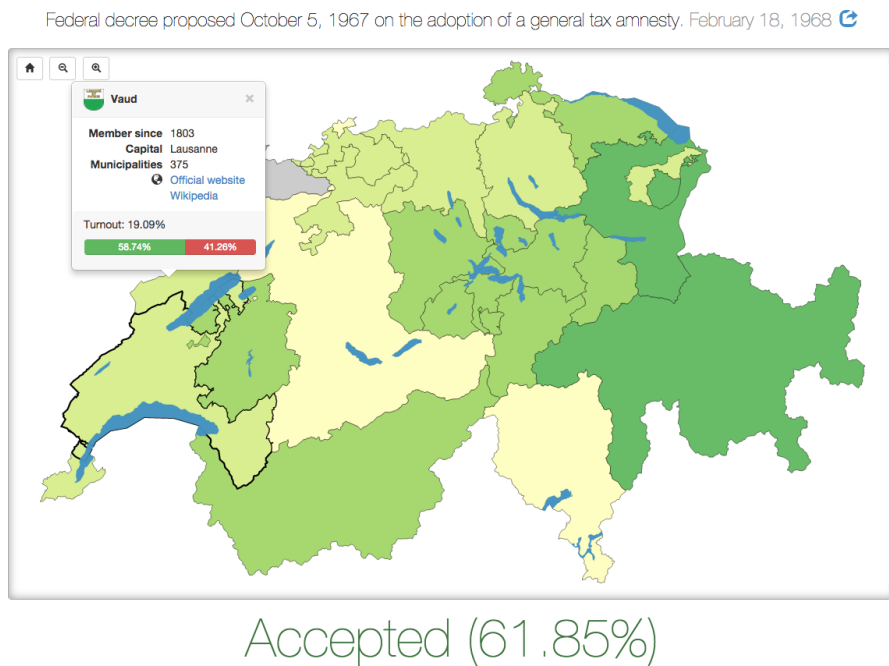 Federal decree proposed October 5, 1967 on the adoption of a general tax amnesty. February 18, 1968
Vaud ×
Member since 1803
Capital Lausanne
Municipalities 375
Official website
Wikipedia
Turnout: 19.09%
58.74% 41.26%
Accepted (61.85%)